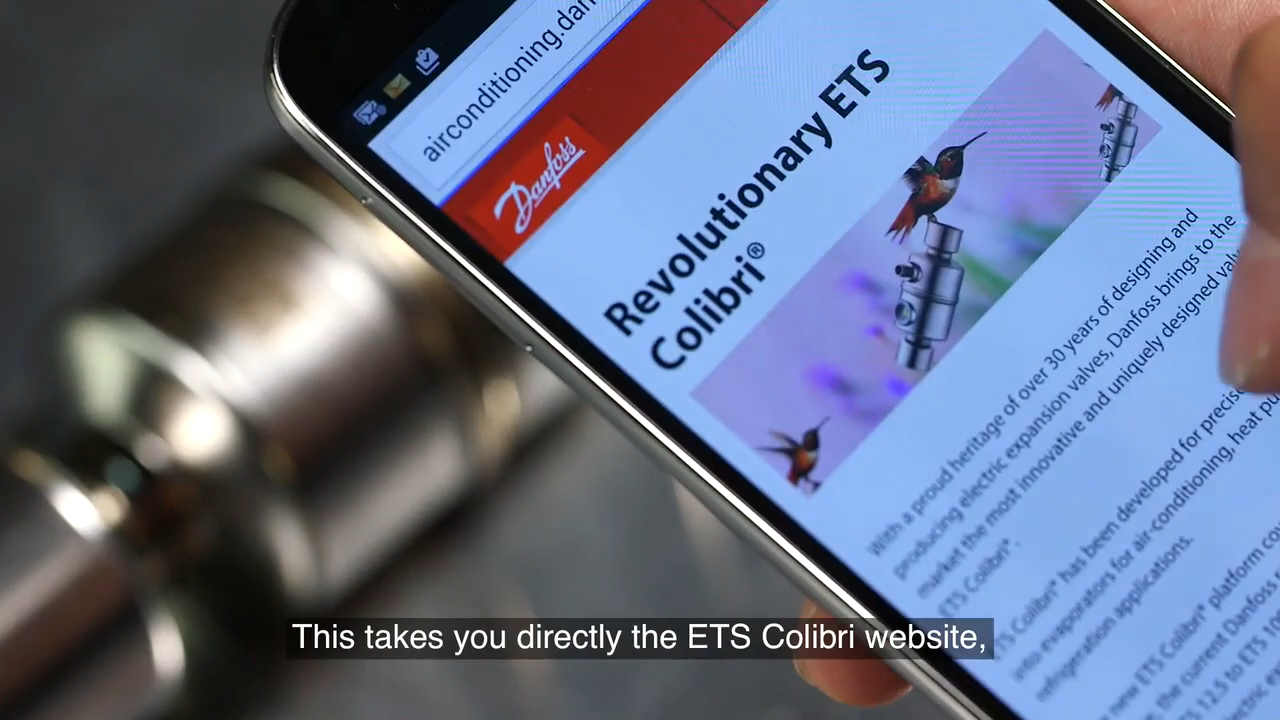 airconditioning.dan
Danfoss
Revolutionary ETS
Colibri®
With a proud heritage of over 30 years of designing and
producing electric expansion valves, Danfoss brings to the
market the most innovative and uniquely designed valv
ETS Colibri®.
S Colibri® has been developed for precise
into evaporators for air-conditioning, heat pu
refrigeration applications.
new ETS Colibri® platform co
the current Danfoss
TS 12.5 to ETS 10
This takes you directly the ETS Colibri website,